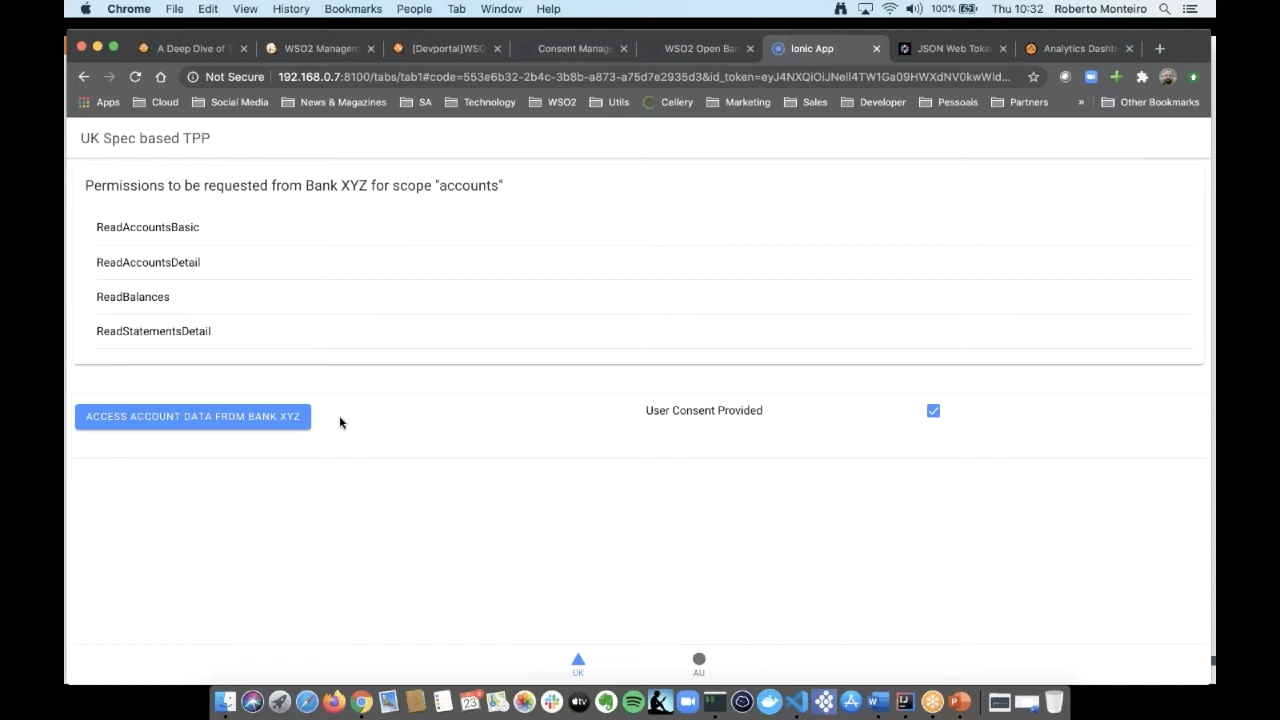 Chrome File Edit View History Bookmarks People Tab Window Help 100% Thu 10:32 Roberto Monteiro
A Deep Dive of WSO2 Managem [Devportal]WSO Consent Manag WSO2 Open Ban Ionic App JSON Web Toke Analytics Dashb
Not Secure 192.168.0.7:8100/tabs/tab1#code=553e6b32-2b4c-3b8b-a873-a75d7e2935d3&id_token=
Apps Cloud Social Media News & Magazines SA Technology WSO2 Utils Cellery Marketing Sales Developer Pessoais Partners » Other Bookmarks
UK Spec based TPP
Permissions to be requested from Bank XYZ for scope "accounts"
ReadAccountsBasic
ReadAccountsDetail
ReadBalances
ReadStatementsDetail
ACCESS ACCOUNT DATA FROM BANK XYZ User Consent Provided
UK AU